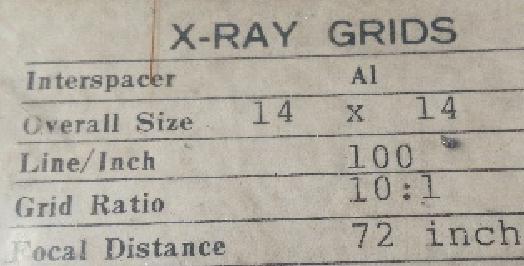 X-RAY GRIDS
Interspacer Al
Overall Size 14 x 14
Line/Inch 100
Grid Ratio 10:1
Focal Distance 72 inch